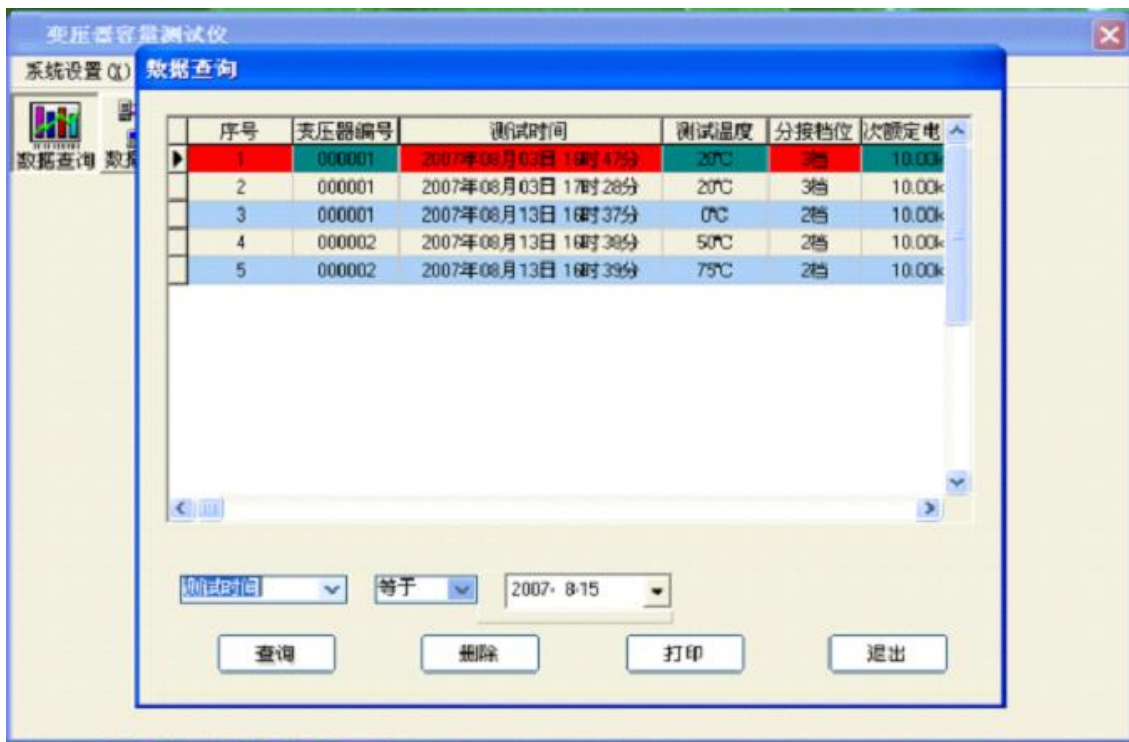 变压器容量测试仪
系统设置(X)
数据查询
数据查询 数据
序号 变压器编号 测试时间 测试温度 分接档位 次额定电
1 000001 2007年08月03日 16时47分 20℃ 3档 10.00k
2 000001 2007年08月03日 17时28分 20℃ 3档 10.00k
3 000001 2007年08月13日 16时37分 0℃ 2档 10.00k
4 000002 2007年08月13日 16时38分 50℃ 2档 10.00k
5 000002 2007年08月13日 16时39分 75℃ 2档 10.00k
测试时间 等于 2007- 8-15
查询 删除 打印 退出